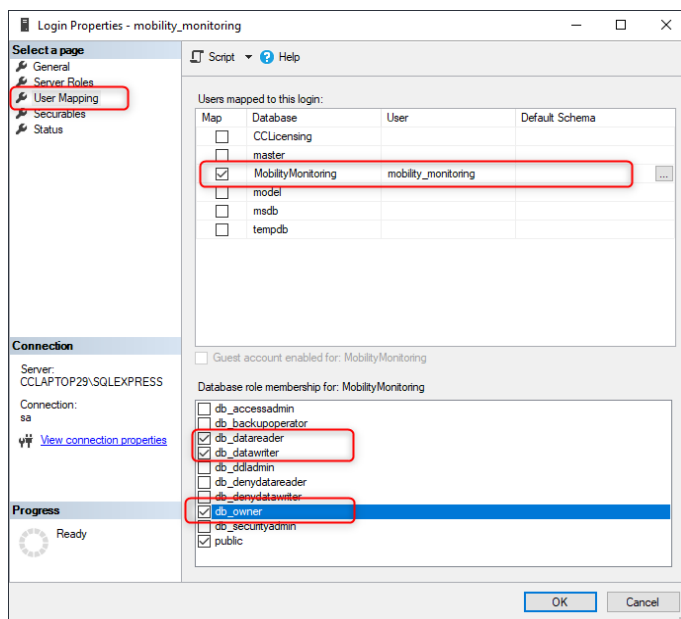 Login Properties - mobility_monitoring
Select a page
General
Server Roles
User Mapping
Securables
Status
Script
Help
Users mapped to this login:
Map Database User Default Schema
CCLicensing
master
MobilityMonitoring mobility_monitoring ...
model
msdb
tempdb
Guest account enabled for: MobilityMonitoring
Database role membership for: MobilityMonitoring
db_accessadmin
db_backupoperator
db_datareader
db_datawriter
db_ddladmin
db_denydatareader
db_denydatawriter
db_owner
db_securityadmin
public
Connection
Server:
CCLAPTOP29\SQLEXPRESS
Connection:
sa
View connection properties
Progress
Ready
OK Cancel